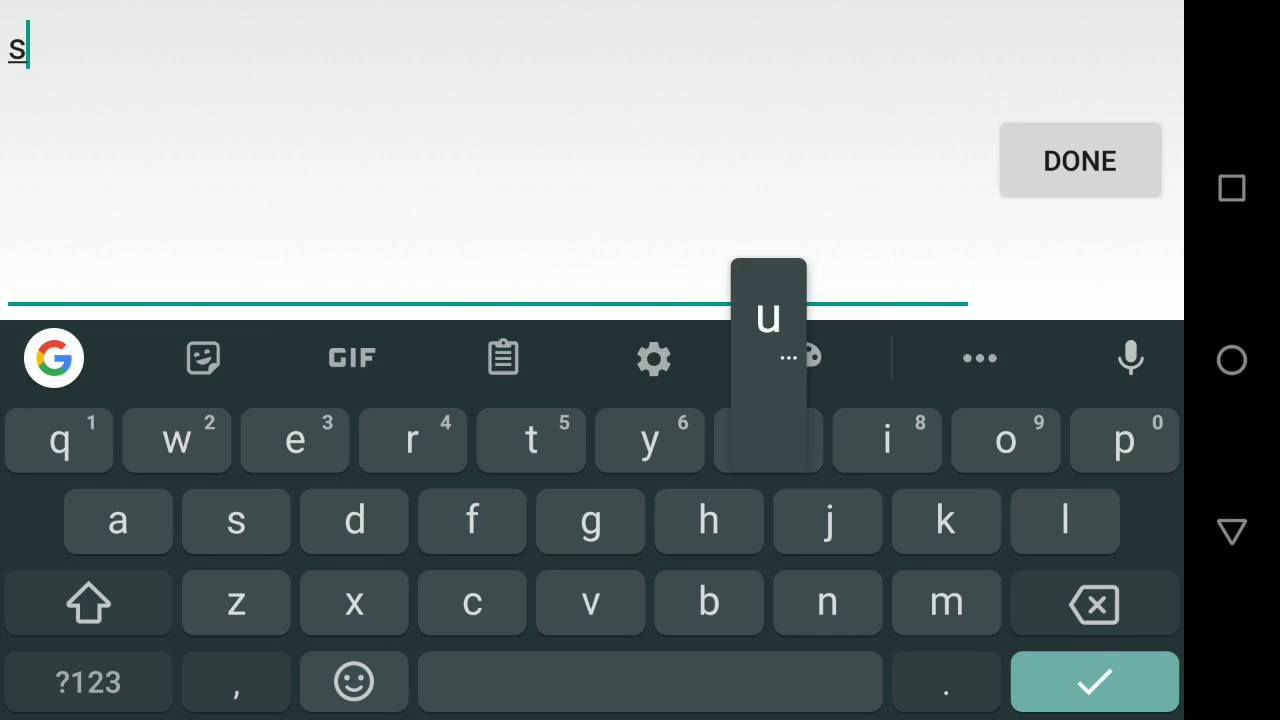 s
DONE
u
GIF
q 1 w 2 e 3 r 4 t 5 y 6 i 8 o 9 p 0
a s d f g h j k l
z x c v b n m
?123 , .